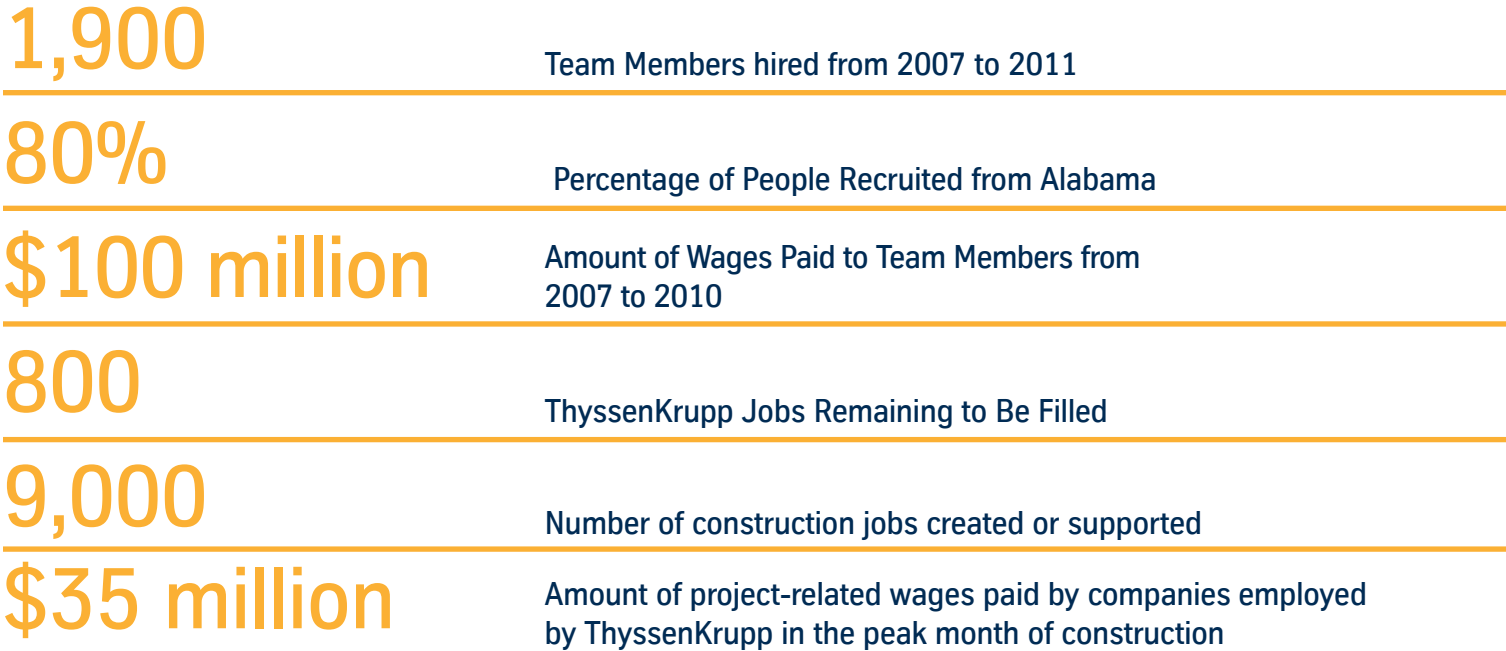 1,900
Team Members hired from 2007 to 2011
80%
Percentage of People Recruited from Alabama
$100 million
Amount of Wages Paid to Team Members from
2007 to 2010
800
ThyssenKrupp Jobs Remaining to Be Filled
9,000
Number of construction jobs created or supported
$35 million
Amount of project-related wages paid by companies employed
by ThyssenKrupp in the peak month of construction